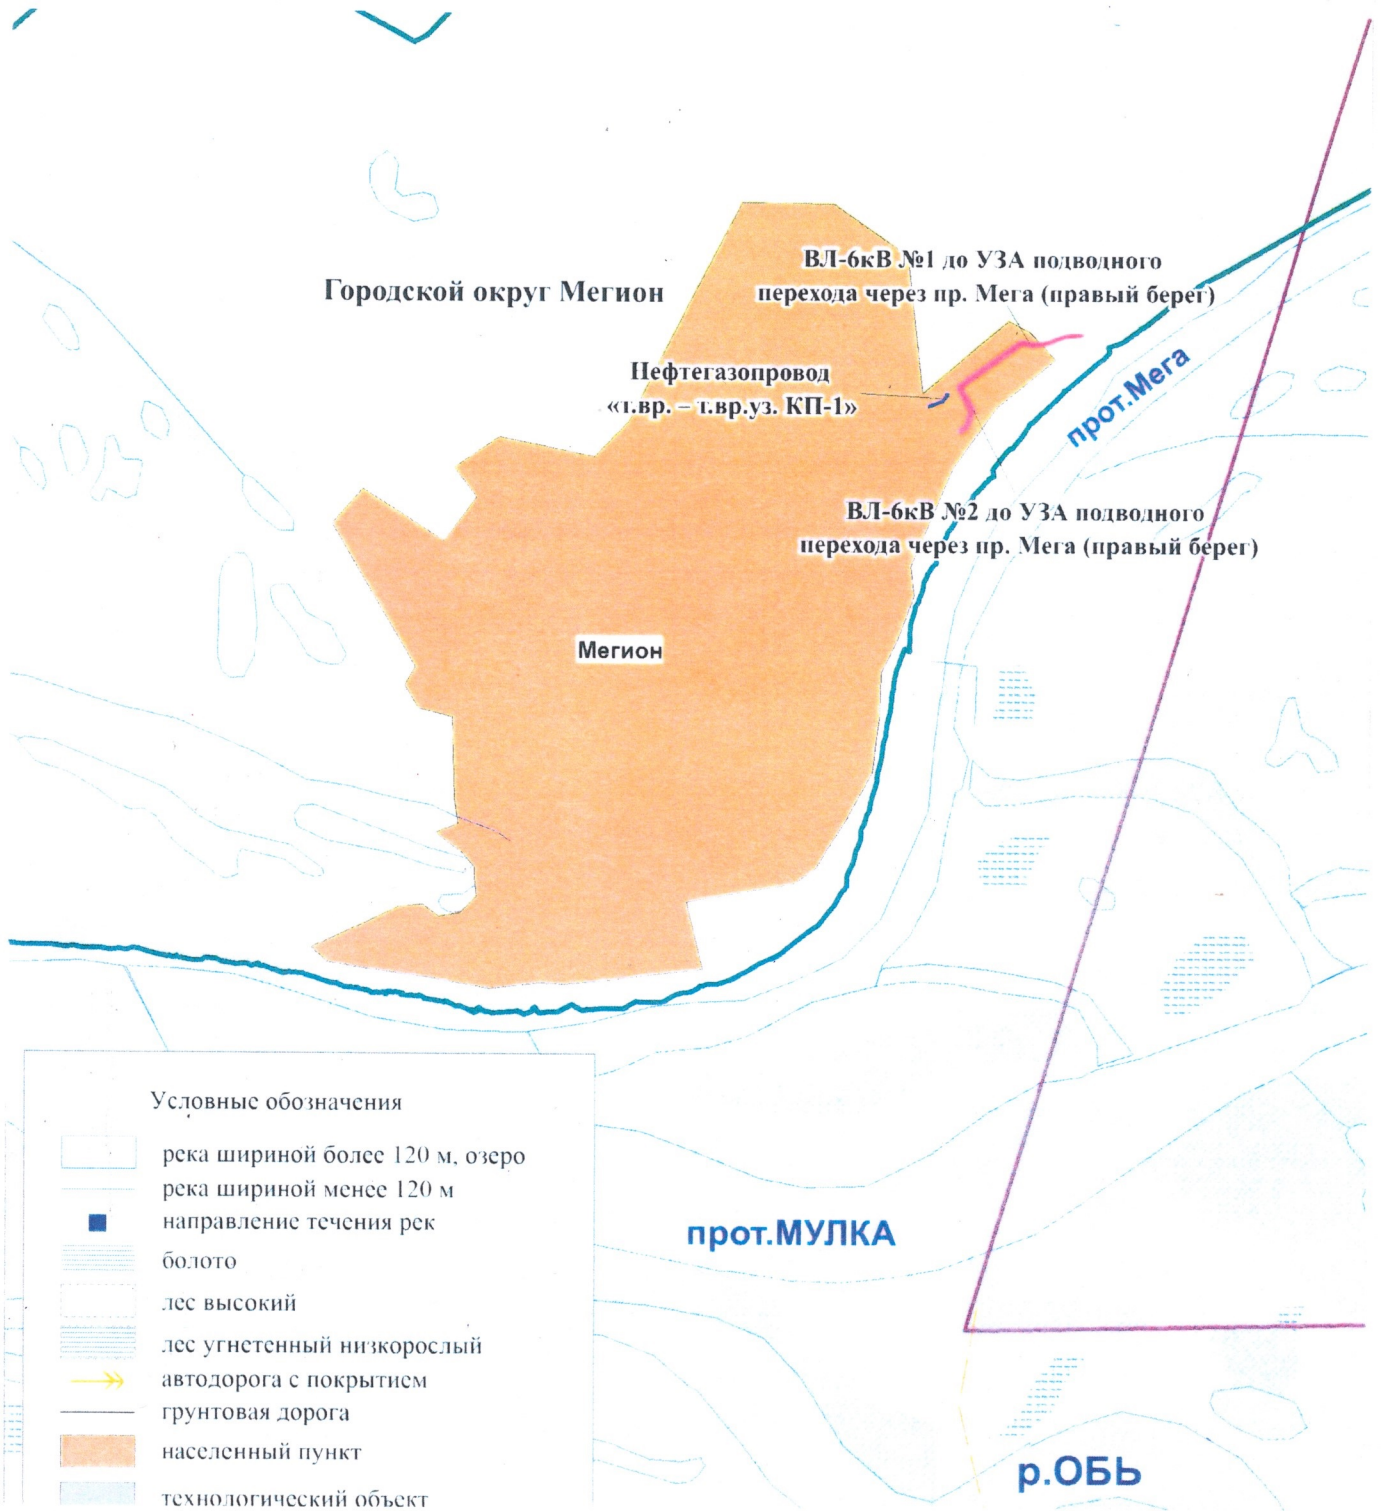 ВЛ-6кВ №1 до УЗА подводного
перехода через пр. Мега (правый берег)
Городской округ Мегион
Нефтегазопровод
«т.вр. – т.вр.уз. КП-1»
прот.Мега
ВЛ-6кВ №2 до УЗА подводного
перехода через пр. Мега (правый берег)
Мегион
Условные обозначения
река шириной более 120 м, озеро
река шириной менее 120 м
направление течения рек
болото
лес высокий
лес угнетенный низкорослый
автодорога с покрытием
грунтовая дорога
населенный пункт
технологический объект
прот.МУЛКА
р.ОБЬ